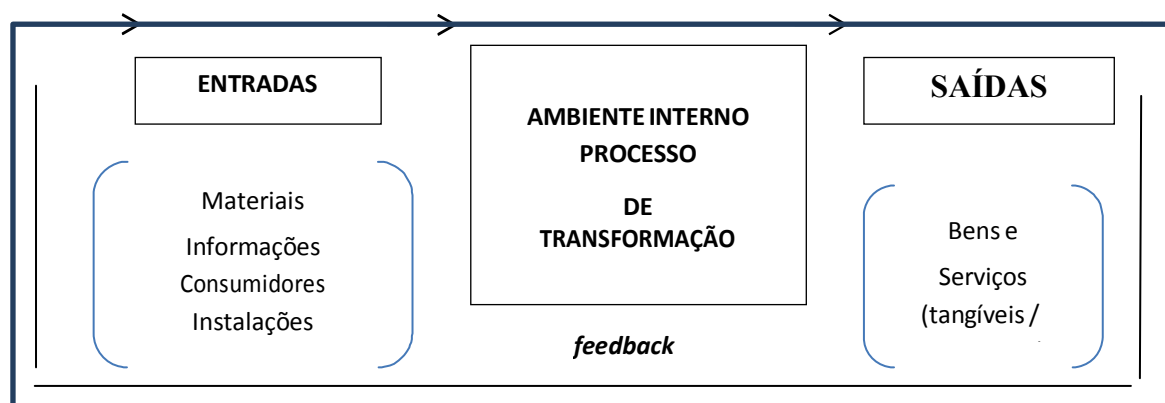 ENTRADAS
Materiais
Informações
Consumidores
Instalações
AMBIENTE INTERNO
PROCESSO
DE
TRANSFORMAÇÃO
feedback
SAÍDAS
Bens e
Serviços
(tangíveis /